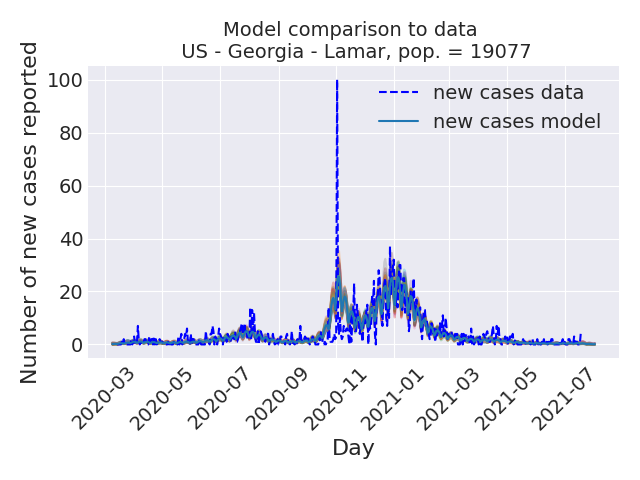 Model comparison to data
US - Georgia - Lamar, pop. = 19077
Number of new cases reported
100
80
60
40
20
0
new cases data
new cases model
2020-03
2020-05
2020-07
2020-09
2020-11
2021-01
2021-03
2021-05
2021-07
Day